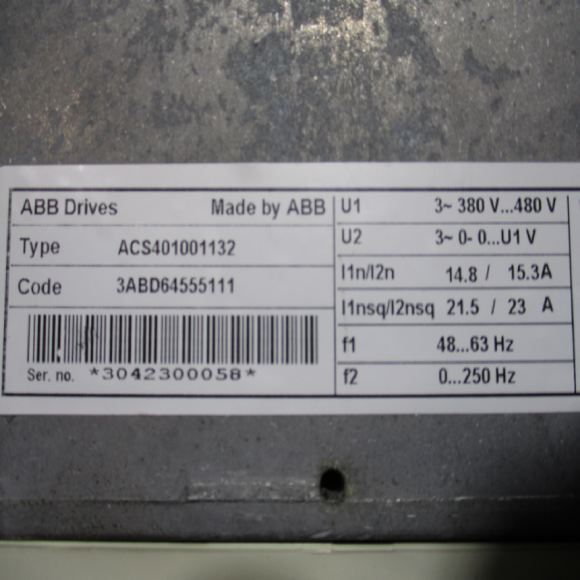 ABB Drives Made by ABB
Type ACS401001132
Code 3ABD64555111
Ser. no. *3042300058*
U1 3~ 380 V...480 V
U2 3~ 0- 0...U1 V
I1n/I2n 14.8 / 15.3A
I1nsq/I2nsq 21.5 / 23 A
f1 48...63 Hz
f2 0...250 Hz